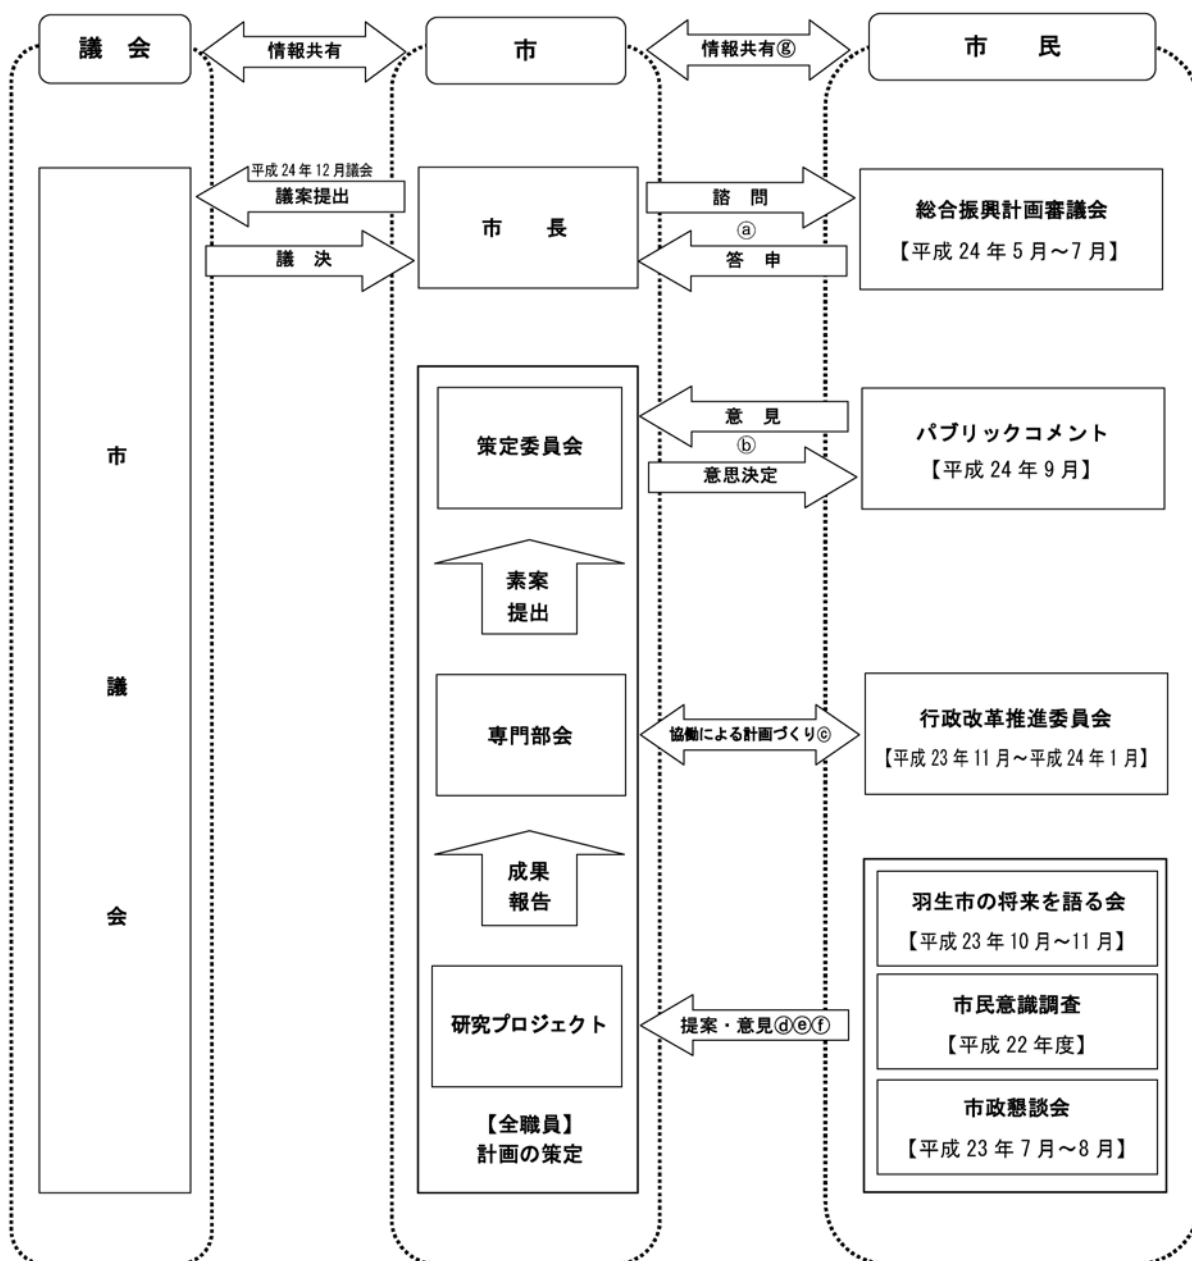 議 会
情報共有
市
情報共有ⓖ
市 民
平成24年12月議会
議案提出
議 決
市 長
諮 問
ⓐ
答 申
総合振興計画審議会
【平成24年5月～7月】
市
議
会
策定委員会
意 見
ⓑ
意思決定
パブリックコメント
【平成24年9月】
素案
提出
専門部会
協働による計画づくりⓒ
行政改革推進委員会
【平成23年11月～平成24年1月】
成果
報告
研究プロジェクト
提案・意見ⓓⓔⓕ
羽生市の将来を語る会
【平成23年10月～11月】
市民意識調査
【平成22年度】
市政懇談会
【平成23年7月～8月】
【全職員】
計画の策定